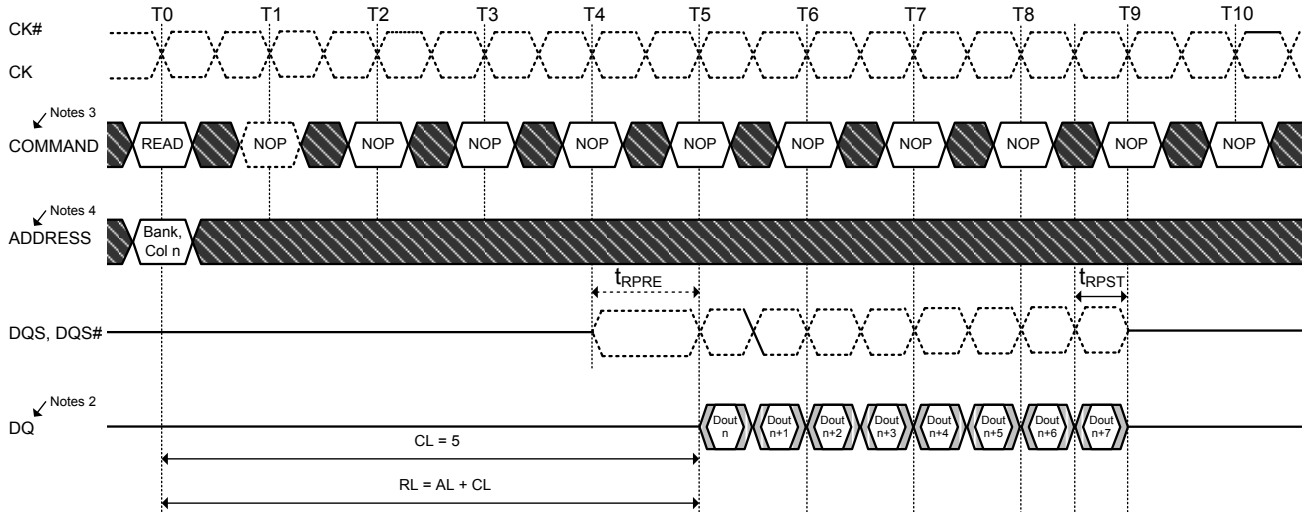 T0 T1 T2 T3 T4 T5 T6 T7 T8 T9 T10
CK#
CK
Notes 3
COMMAND READ NOP NOP NOP NOP NOP NOP NOP NOP NOP NOP
Notes 4
ADDRESS
Bank,
Col n
tRPRE tRPST
DQS, DQS#
Notes 2
DQ
Dout n
Dout n+1
Dout n+2
Dout n+3
Dout n+4
Dout n+5
Dout n+6
Dout n+7
CL = 5
RL = AL + CL